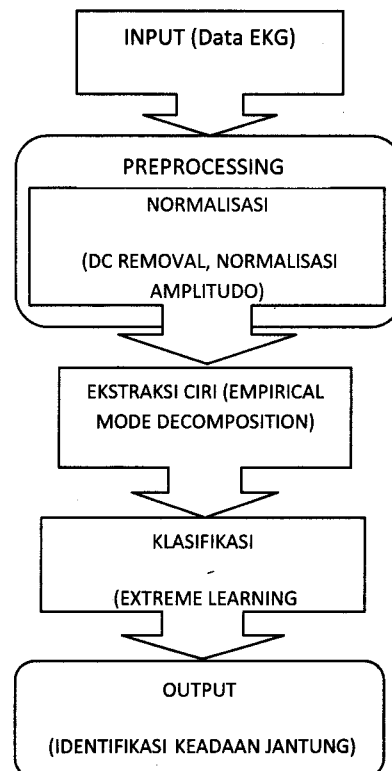 INPUT (Data EKG)
PREPROCESSING
NORMALISASI
(DC REMOVAL, NORMALISASI
AMPLITUDO)
EKSTRAKSI CIRI (EMPIRICAL
MODE DECOMPOSITION)
KLASIFIKASI
(EXTREME LEARNING
OUTPUT
(IDENTIFIKASI KEADAAN JANTUNG)